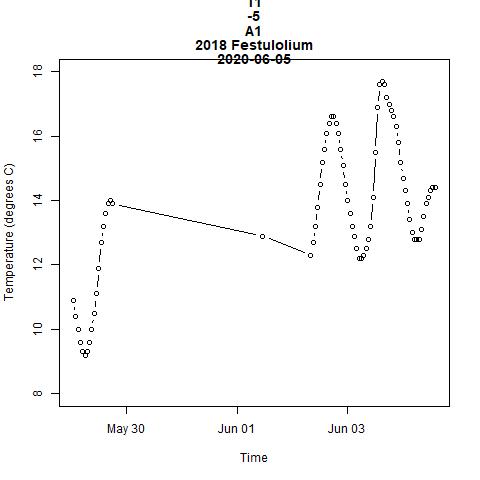 T1
-5
A1
2018 Festulolium
2020-06-05
Temperature (degrees C)
18
16
14
12
10
8
May 30
Jun 01
Jun 03
Time